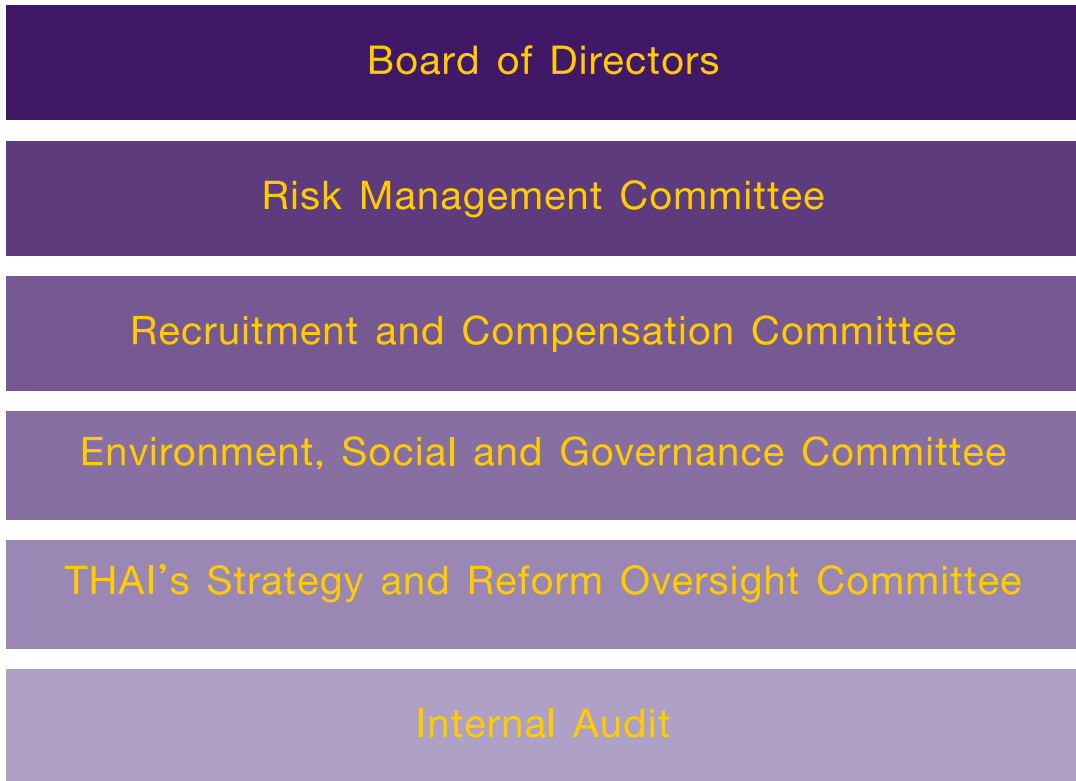 Board of Directors
Risk Management Committee
Recruitment and Compensation Committee
Environment, Social and Governance Committee
THAI’s Strategy and Reform Oversight Committee
Internal Audit